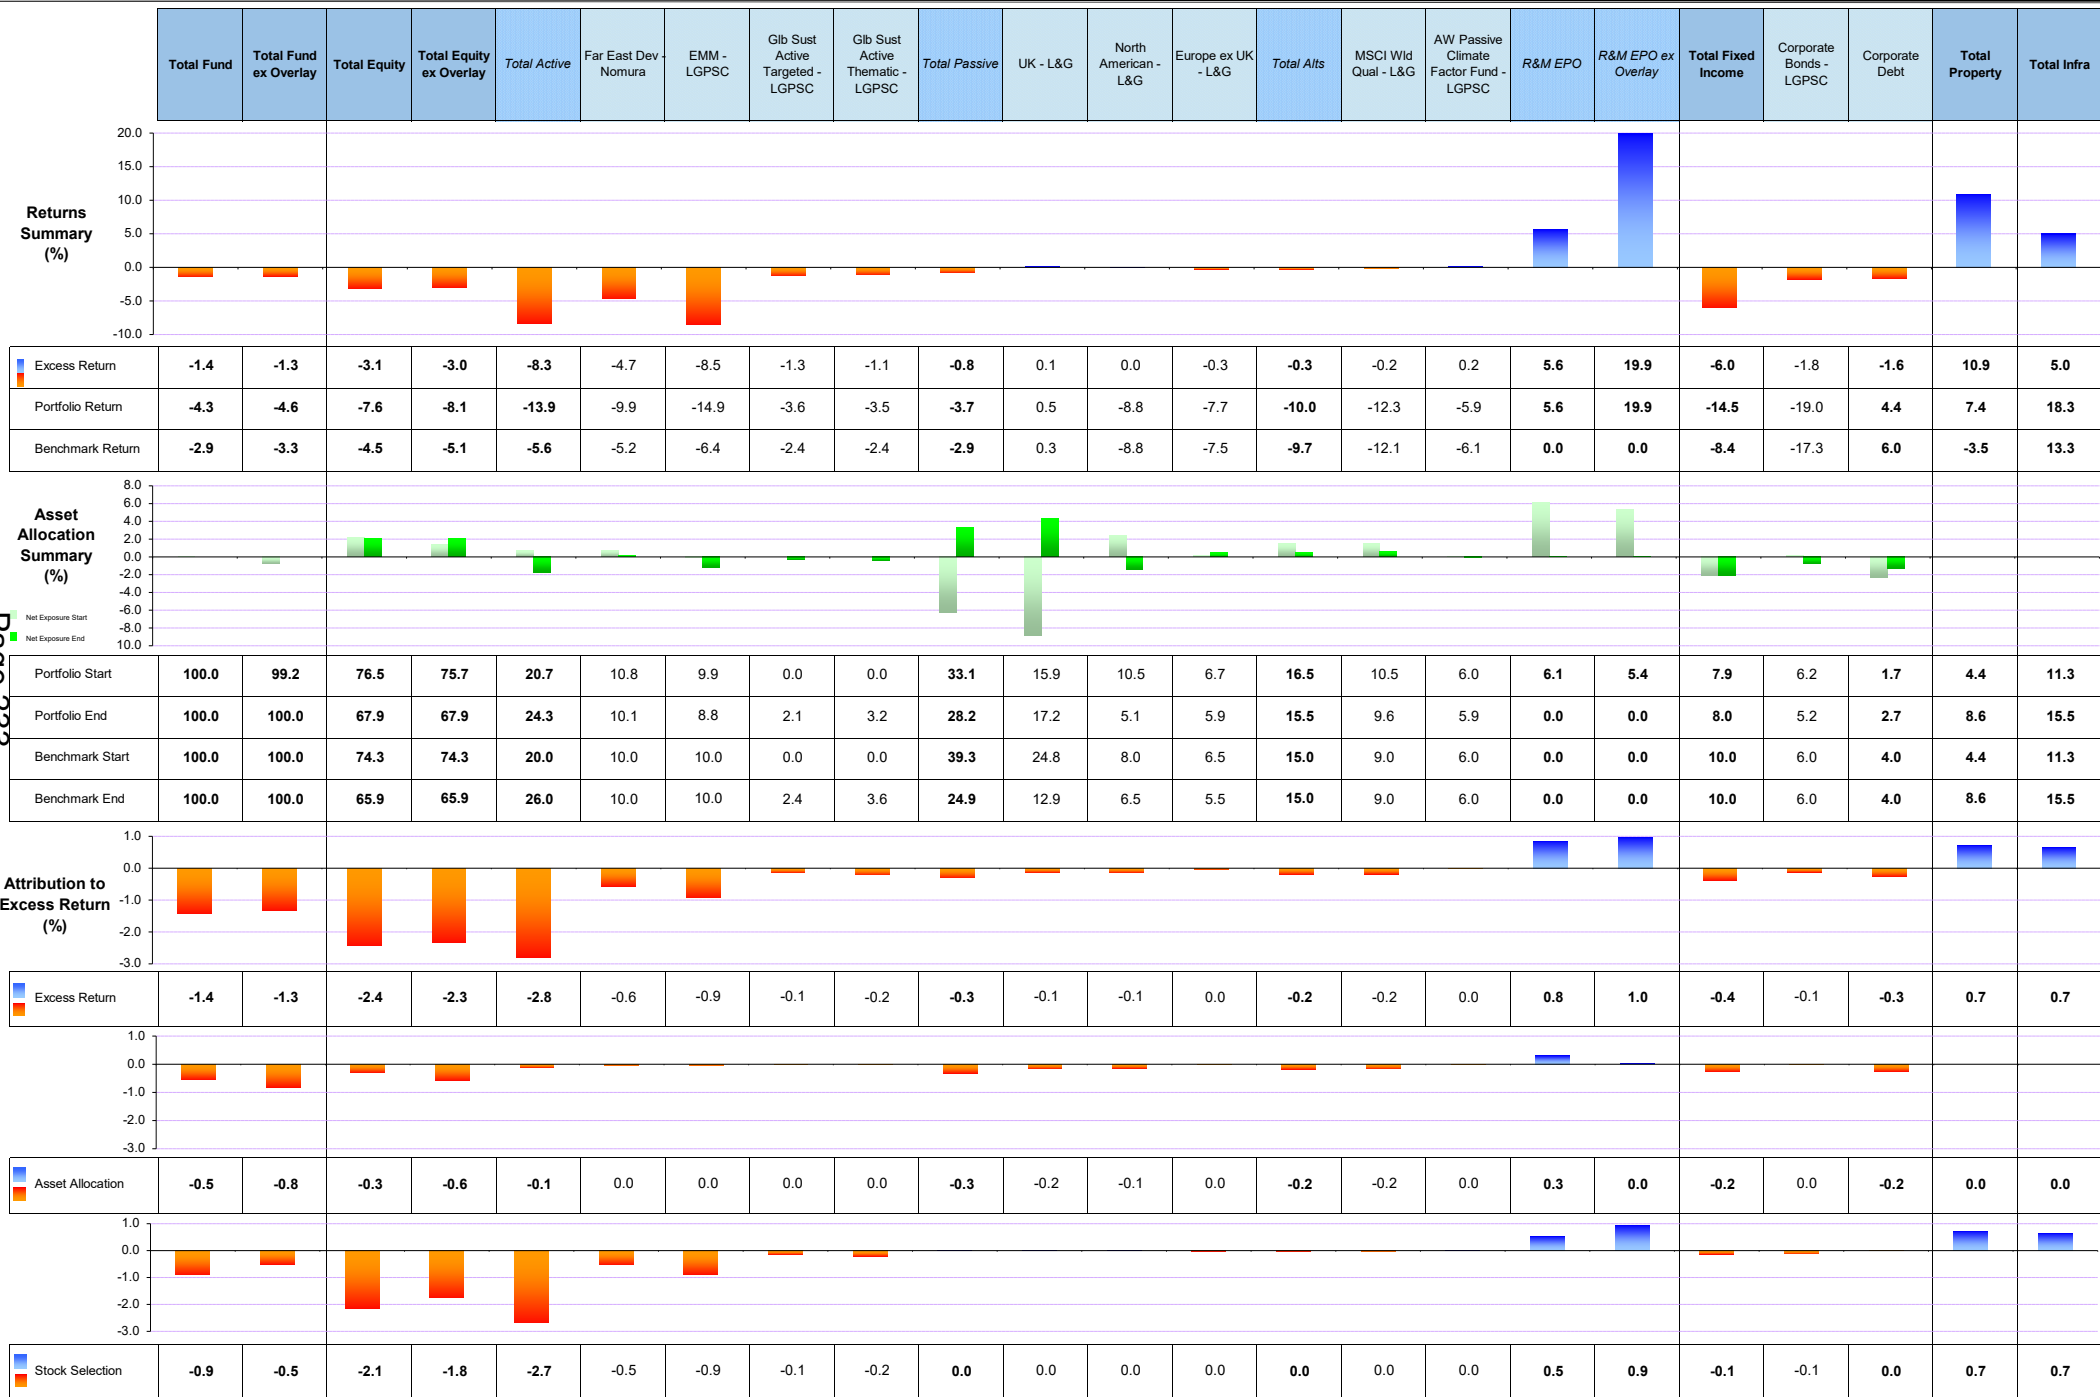 Total Fund | Total Fund ex Overlay | Total Equity | Total Equity ex Overlay | Total Active | Far East Dev - Nomura | EMM - LGPSC | Glb Sust Active Targeted - LGPSC | Glb Sust Active Thematic - LGPSC | Total Passive | UK - L&G | North American - L&G | Europe ex UK - L&G | Total Alts | MSCI Wld Qual - L&G | AW Passive Climate Factor Fund - LGPSC | R&M EPO | R&M EPO ex Overlay | Total Fixed Income | Corporate Bonds - LGPSC | Corporate Debt | Total Property | Total Infra
Returns Summary (%)
20.0
15.0
10.0
5.0
0.0
-5.0
-10.0
Excess Return | -1.4 | -1.3 | -3.1 | -3.0 | -8.3 | -4.7 | -8.5 | -1.3 | -1.1 | -0.8 | 0.1 | 0.0 | -0.3 | -0.3 | -0.2 | 0.2 | 5.6 | 19.9 | -6.0 | -1.8 | -1.6 | 10.9 | 5.0
Portfolio Return | -4.3 | -4.6 | -7.6 | -8.1 | -13.9 | -9.9 | -14.9 | -3.6 | -3.5 | -3.7 | 0.5 | -8.8 | -7.7 | -10.0 | -12.3 | -5.9 | 5.6 | 19.9 | -14.5 | -19.0 | 4.4 | 7.4 | 18.3
Benchmark Return | -2.9 | -3.3 | -4.5 | -5.1 | -5.6 | -5.2 | -6.4 | -2.4 | -2.4 | -2.9 | 0.3 | -8.8 | -7.5 | -9.7 | -12.1 | -6.1 | 0.0 | 0.0 | -8.4 | -17.3 | 6.0 | -3.5 | 13.3
Asset Allocation Summary (%)
8.0
6.0
4.0
2.0
0.0
-2.0
-4.0
-6.0
-8.0
10.0
Net Exposure Start
Net Exposure End
Portfolio Start | 100.0 | 99.2 | 76.5 | 75.7 | 20.7 | 10.8 | 9.9 | 0.0 | 0.0 | 33.1 | 15.9 | 10.5 | 6.7 | 16.5 | 10.5 | 6.0 | 6.1 | 5.4 | 7.9 | 6.2 | 1.7 | 4.4 | 11.3
Portfolio End | 100.0 | 100.0 | 67.9 | 67.9 | 24.3 | 10.1 | 8.8 | 2.1 | 3.2 | 28.2 | 17.2 | 5.1 | 5.9 | 15.5 | 9.6 | 5.9 | 0.0 | 0.0 | 8.0 | 5.2 | 2.7 | 8.6 | 15.5
Benchmark Start | 100.0 | 100.0 | 74.3 | 74.3 | 20.0 | 10.0 | 10.0 | 0.0 | 0.0 | 39.3 | 24.8 | 8.0 | 6.5 | 15.0 | 9.0 | 6.0 | 0.0 | 0.0 | 10.0 | 6.0 | 4.0 | 4.4 | 11.3
Benchmark End | 100.0 | 100.0 | 65.9 | 65.9 | 26.0 | 10.0 | 10.0 | 2.4 | 3.6 | 24.9 | 12.9 | 6.5 | 5.5 | 15.0 | 9.0 | 6.0 | 0.0 | 0.0 | 10.0 | 6.0 | 4.0 | 8.6 | 15.5
Attribution to Excess Return (%)
1.0
0.0
-1.0
-2.0
-3.0
Excess Return | -1.4 | -1.3 | -2.4 | -2.3 | -2.8 | -0.6 | -0.9 | -0.1 | -0.2 | -0.3 | -0.1 | -0.1 | 0.0 | -0.2 | -0.2 | 0.0 | 0.8 | 1.0 | -0.4 | -0.1 | -0.3 | 0.7 | 0.7
1.0
0.0
-1.0
-2.0
-3.0
Asset Allocation | -0.5 | -0.8 | -0.3 | -0.6 | -0.1 | 0.0 | 0.0 | 0.0 | 0.0 | -0.3 | -0.2 | -0.1 | 0.0 | -0.2 | -0.2 | 0.0 | 0.3 | 0.0 | -0.2 | 0.0 | -0.2 | 0.0 | 0.0
1.0
0.0
-1.0
-2.0
-3.0
Stock Selection | -0.9 | -0.5 | -2.1 | -1.8 | -2.7 | -0.5 | -0.9 | -0.1 | -0.2 | 0.0 | 0.0 | 0.0 | 0.0 | 0.0 | 0.0 | 0.0 | 0.5 | 0.9 | -0.1 | -0.1 | 0.0 | 0.7 | 0.7